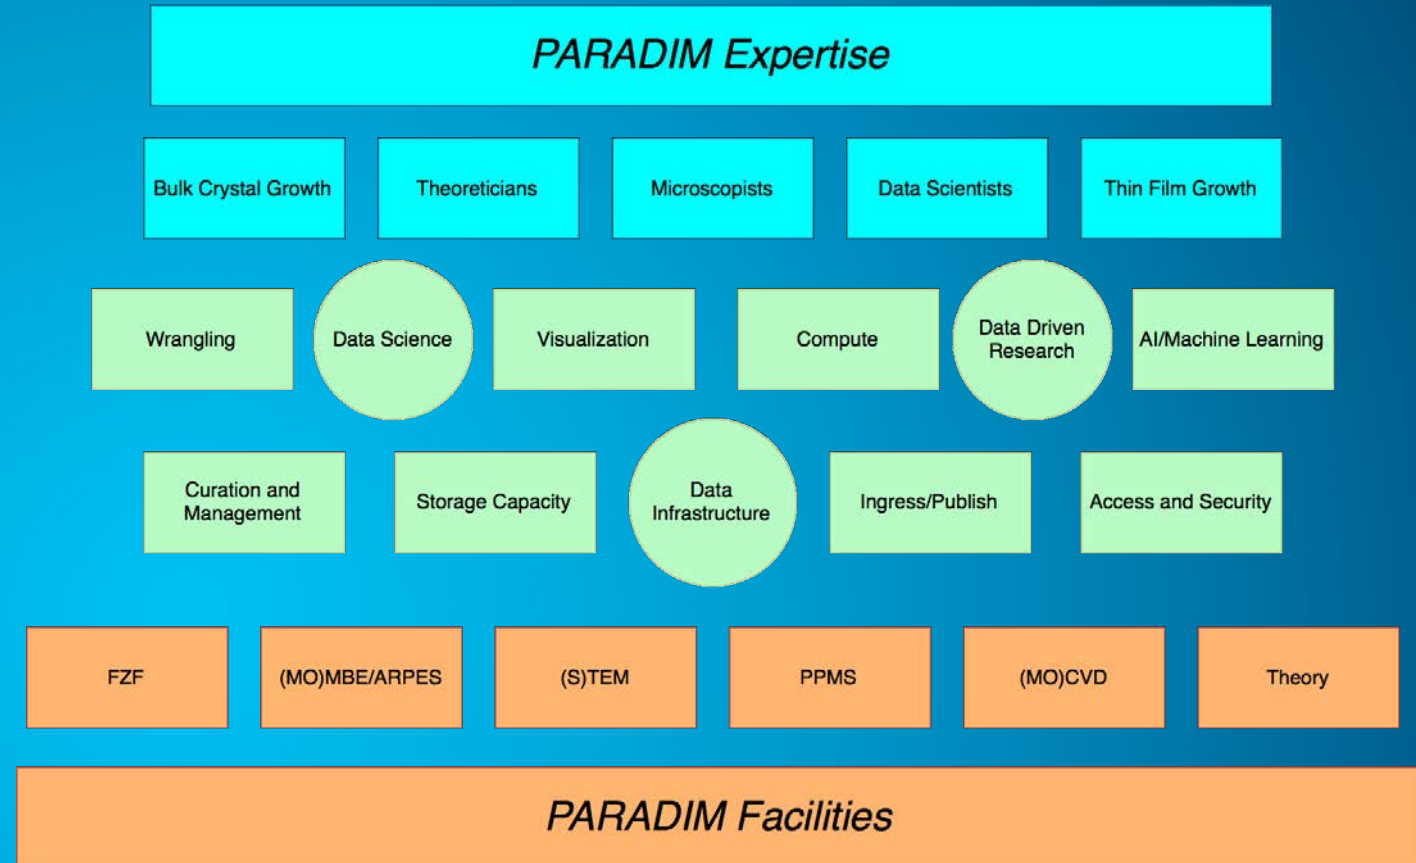 PARADIM Expertise
Bulk Crystal Growth
Theoreticians
Microscopists
Data Scientists
Thin Film Growth
Wrangling
Data Science
Visualization
Compute
Data Driven
Research
AI/Machine Learning
Curation and
Management
Storage Capacity
Data
Infrastructure
Ingress/Publish
Access and Security
FZF
(MO)MBE/ARPES
(S)TEM
PPMS
(MO)CVD
Theory
PARADIM Facilities